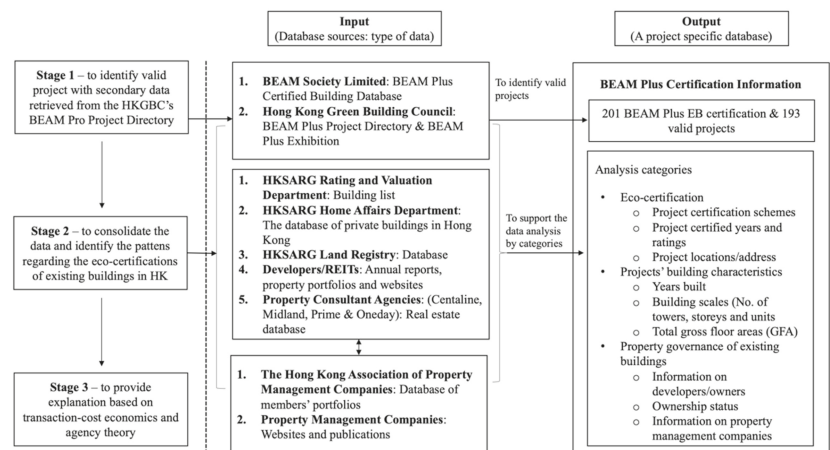 Input
(Database sources: type of data)
Output
(A project specific database)
Stage 1 – to identify valid
project with secondary data
retrieved from the HKGBC's
BEAM Pro Project Directory
Stage 2 – to consolidate the
data and identify the pattens
regarding the eco-certifications
of existing buildings in HK
Stage 3 – to provide
explanation based on
transaction-cost economics and
agency theory
1. BEAM Society Limited: BEAM Plus
Certified Building Database
2. Hong Kong Green Building Council:
BEAM Plus Project Directory & BEAM
Plus Exhibition
1. HKSARG Rating and Valuation
Department: Building list
2. HKSARG Home Affairs Department:
The database of private buildings in Hong
Kong
3. HKSARG Land Registry: Database
4. Developers/REITs: Annual reports,
property portfolios and websites
5. Property Consultant Agencies: (Centaline,
Midland, Prime & Oneday): Real estate
database
1. The Hong Kong Association of Property
Management Companies: Database of
members' portfolios
2. Property Management Companies:
Websites and publications
To identify valid
projects
To support the
data analysis
by categories
BEAM Plus Certification Information
201 BEAM Plus EB certification & 193
valid projects
Analysis categories
• Eco-certification
o Project certification schemes
o Project certified years and
ratings
o Project locations/address
• Projects' building characteristics
o Years built
o Building scales (No. of
towers, storeys and units
o Total gross floor areas (GFA)
• Property governance of existing
buildings
o Information on
developers/owners
o Ownership status
o Information on property
management companies